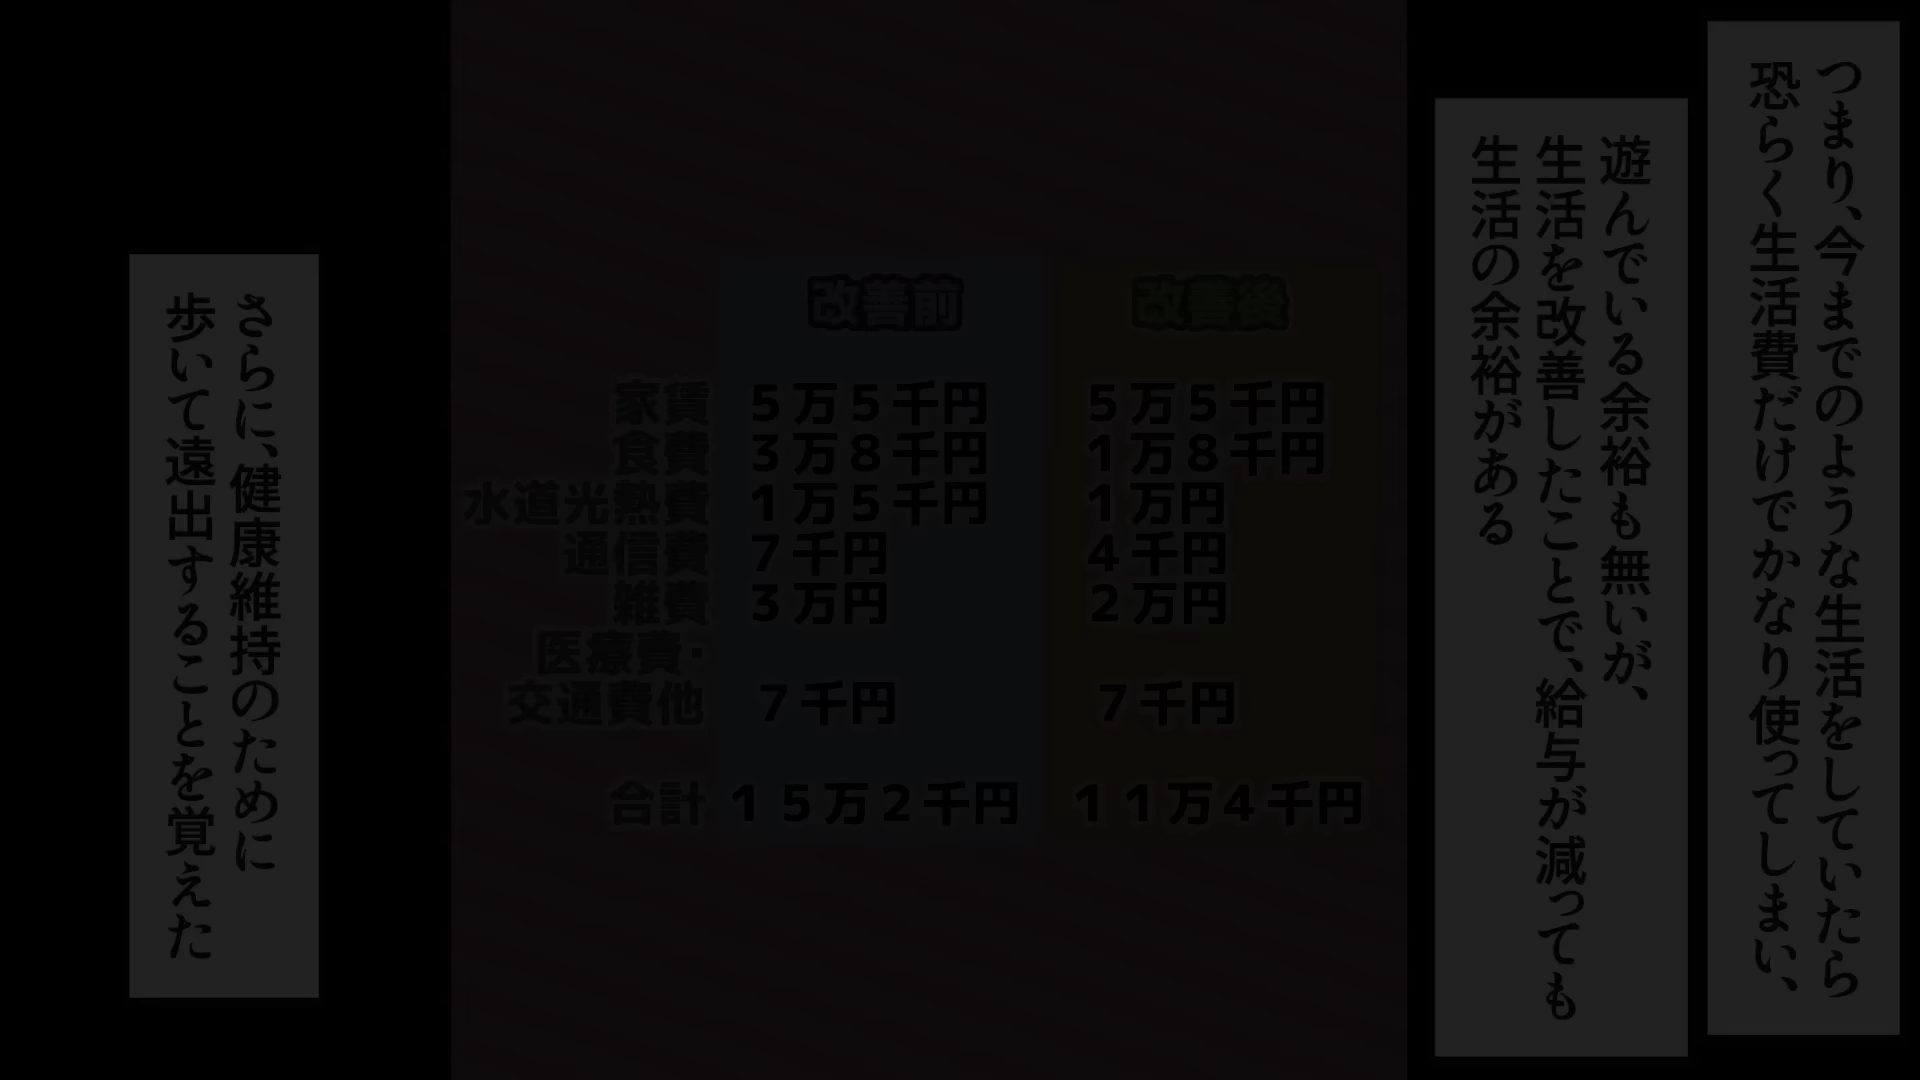 つまり、今までのような生活をしていたら
恐らく生活費だけでかなり使ってしまい、
遊んでいる余裕も無いが、
生活を改善したことで、給与が減っても
生活の余裕がある
改善前 改善後
家賃 5万5千円 5万5千円
食費 3万8千円 1万8千円
水道光熱費 1万5千円 1万円
通信費 7千円 4千円
雑費 3万円 2万円
医療費・
交通費他 7千円 7千円
合計 15万2千円 11万4千円
さらに、健康維持のために
歩いて遠出することを覚えた